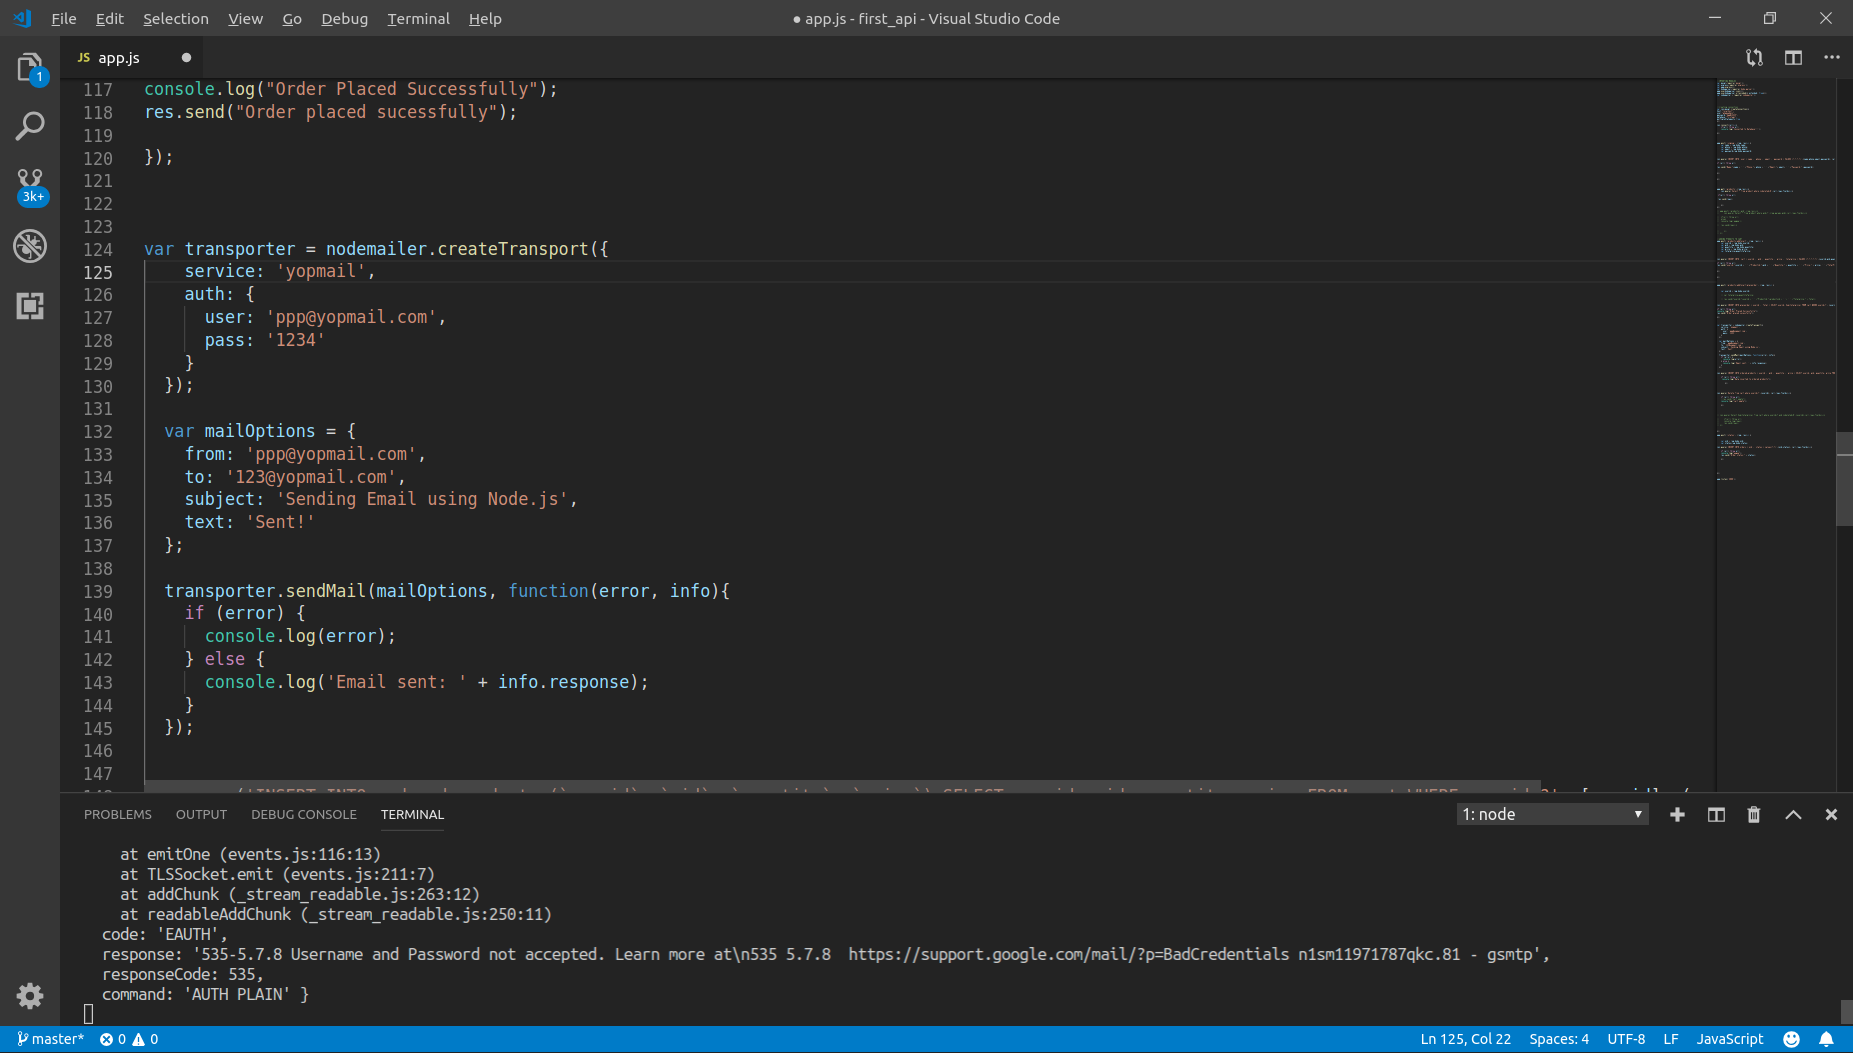 File Edit Selection View Go Debug Terminal Help
● app.js - first_api - Visual Studio Code
JS app.js
1
3k+
117 console.log("Order Placed Successfully");
118 res.send("Order placed sucessfully");
119
120 });
121
122
123
124 var transporter = nodemailer.createTransport({
125 service: 'yopmail',
126 auth: {
127 user: 'ppp@yopmail.com',
128 pass: '1234'
129 }
130 });
131
132 var mailOptions = {
133 from: 'ppp@yopmail.com',
134 to: '123@yopmail.com',
135 subject: 'Sending Email using Node.js',
136 text: 'Sent!'
137 };
138
139 transporter.sendMail(mailOptions, function(error, info){
140 if (error) {
141 console.log(error);
142 } else {
143 console.log('Email sent: ' + info.response);
144 }
145 });
146
147
PROBLEMS OUTPUT DEBUG CONSOLE TERMINAL
1: node
at emitOne (events.js:116:13)
at TLSSocket.emit (events.js:211:7)
at addChunk (_stream_readable.js:263:12)
at readableAddChunk (_stream_readable.js:250:11)
code: 'EAUTH',
response: '535-5.7.8 Username and Password not accepted. Learn more at\n535 5.7.8  https://support.google.com/mail/?p=BadCredentials n1sm11971787qkc.81 - gsmtp',
responseCode: 535,
command: 'AUTH PLAIN' }
master* 0 0
Ln 125, Col 22 Spaces: 4 UTF-8 LF JavaScript